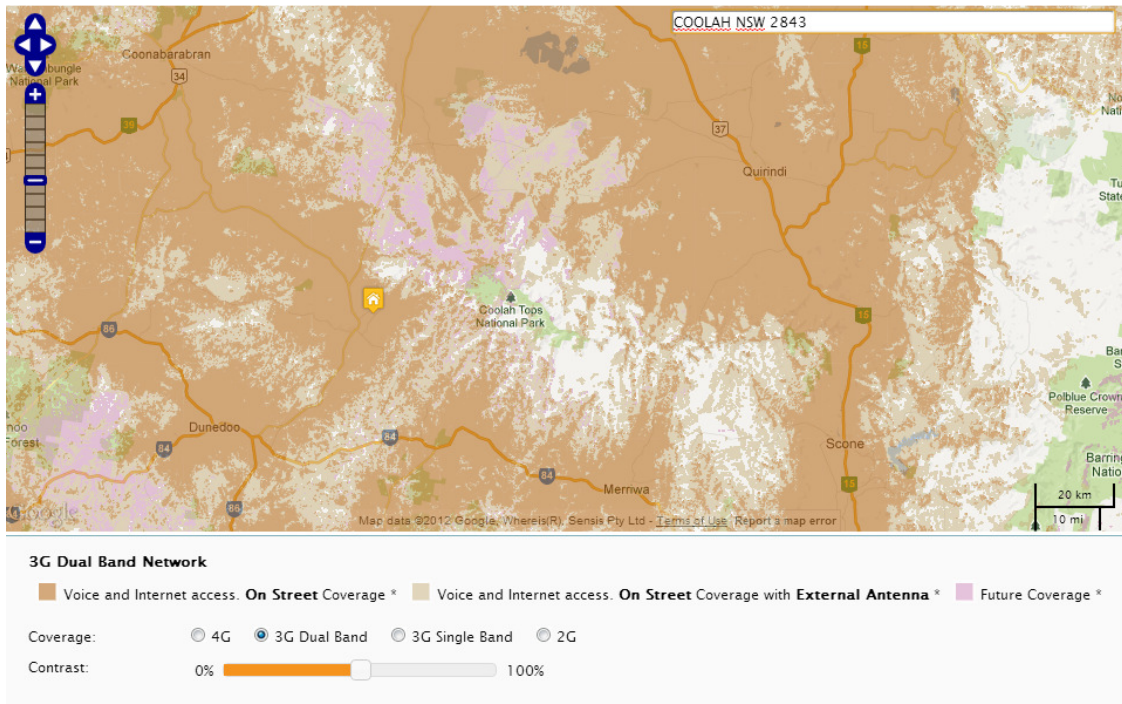 COOLAH NSW 2843
15
Coonabarabran
34
National Park
39
37
Quirindi
Coolah Tops
National Park
15
86
Polblue Crown
Reserve
Dunedoo
84
84
Scone
84
15
Merriwa
86
20 km
10 mi
Google
Map data ©2012 Google, Whereis(R), Sensis Pty Ltd - Terms of Use Report a map error
3G Dual Band Network
Voice and Internet access. On Street Coverage * Voice and Internet access. On Street Coverage with External Antenna * Future Coverage *
Coverage: 4G 3G Dual Band 3G Single Band 2G
Contrast: 0% 100%